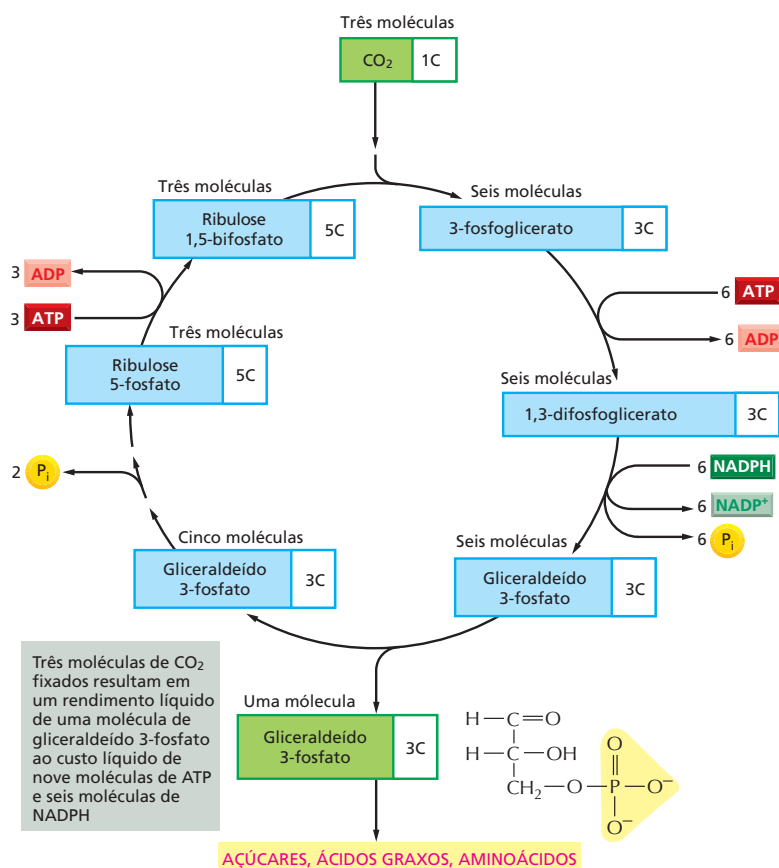 Três moléculas
CO₂ 1C
Três moléculas
Ribulose
1,5-bifosfato
5C
Seis moléculas
3-fosfoglicerato 3C
3 ADP
3 ATP
6 ATP
6 ADP
Três moléculas
Ribulose
5-fosfato
5C
Seis moléculas
1,3-difosfoglicerato 3C
2 Pi
6 NADPH
6 NADP⁺
6 Pi
Cinco moléculas
Gliceraldeído
3-fosfato
3C
Seis moléculas
Gliceraldeído
3-fosfato
3C
Três moléculas de CO₂
fixados resultam em
um rendimento líquido
de uma molécula de
gliceraldeído 3-fosfato
ao custo líquido de
nove moléculas de ATP
e seis moléculas de
NADPH
Uma mólecula
Gliceraldeído
3-fosfato
3C
H—C=O
H—C—OH
CH₂—O—P—O⁻
O
O⁻
AÇÚCARES, ÁCIDOS GRAXOS, AMINOÁCIDOS